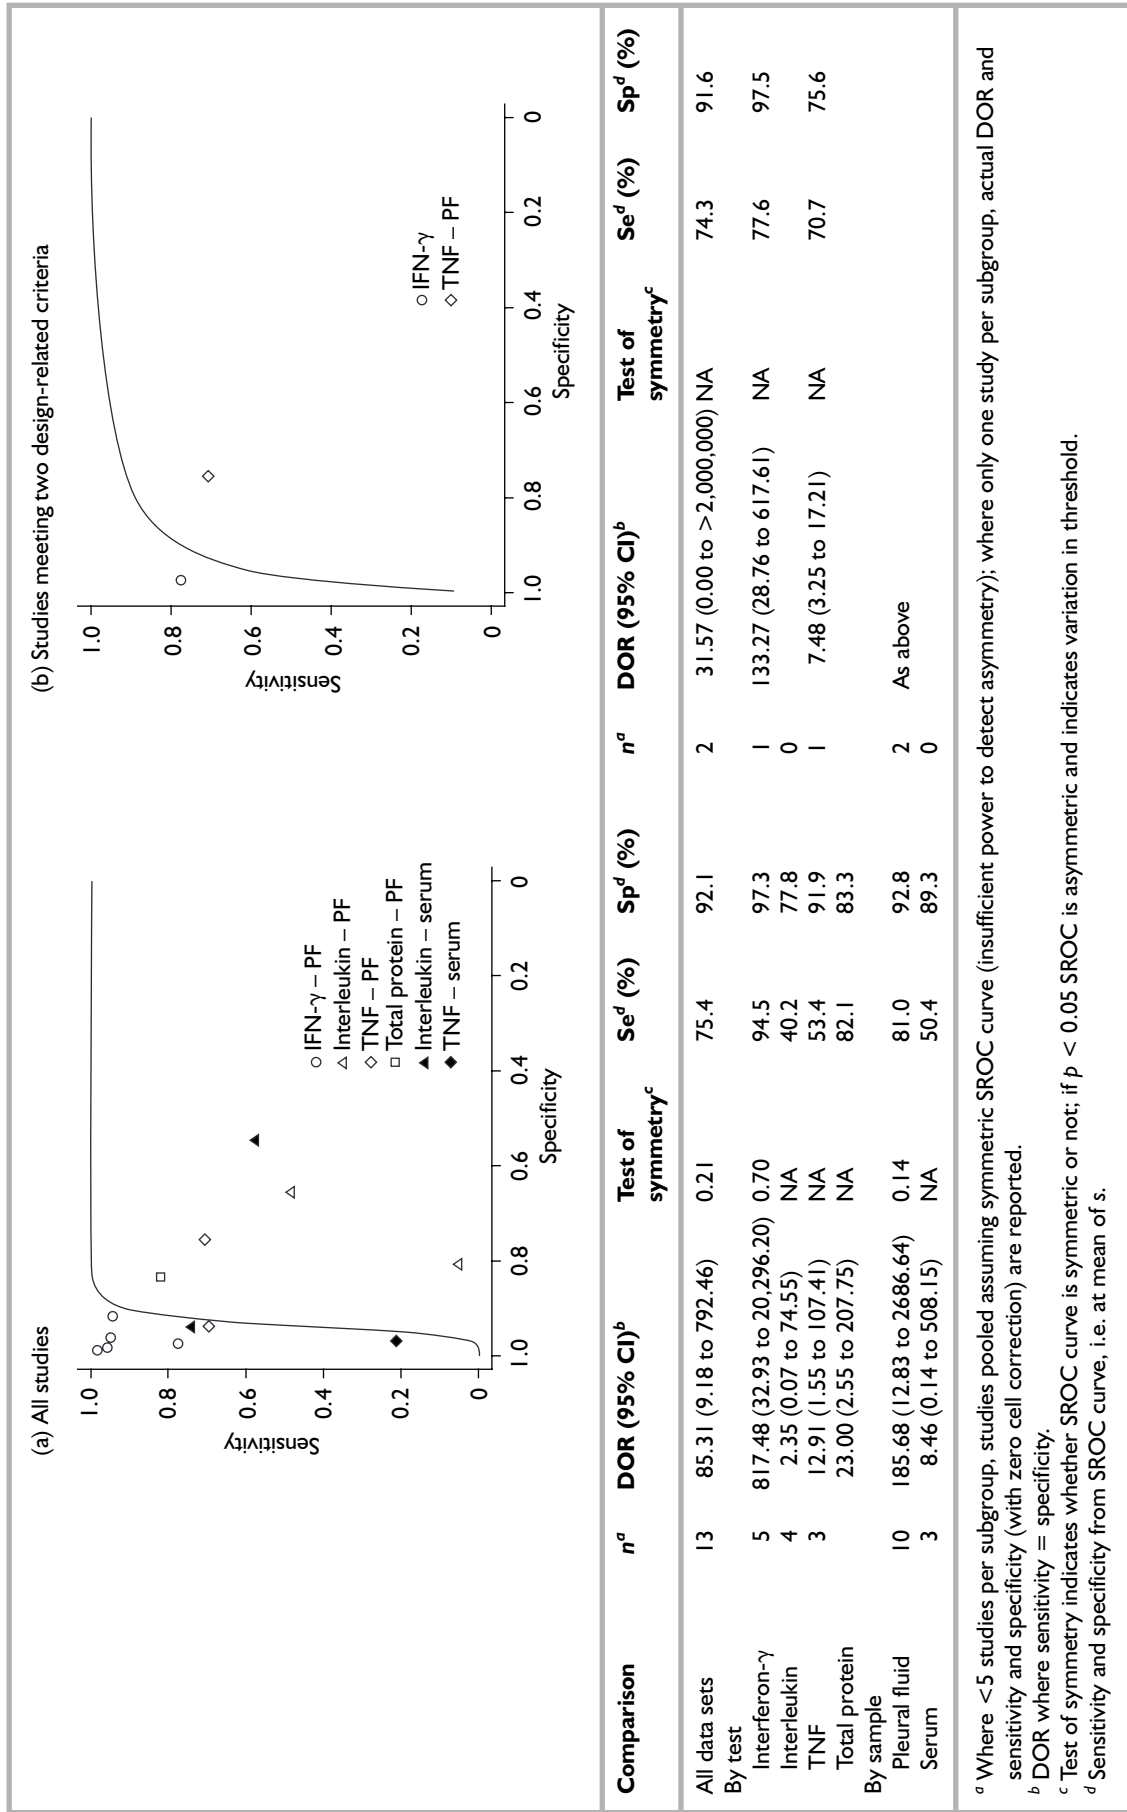 (a) All studies
Sensitivity
1.0
0.8
0.6
0.4
0.2
0
1.0
0.8
0.6
0.4
0.2
0
Specificity
IFN-γ – PF
Interleukin – PF
TNF – PF
Total protein – PF
Interleukin – serum
TNF – serum
(b) Studies meeting two design-related criteria
Sensitivity
1.0
0.8
0.6
0.4
0.2
0
1.0
0.8
0.6
0.4
0.2
0
Specificity
IFN-γ
TNF – PF
Comparison nᵃ DOR (95% CI)ᵇ Test of symmetryᶜ Seᵈ (%) Spᵈ (%) nᵃ DOR (95% CI)ᵇ Test of symmetryᶜ Seᵈ (%) Spᵈ (%)
All data sets 13 85.31 (9.18 to 792.46) 0.21 75.4 92.1 2 31.57 (0.00 to >2,000,000) NA 74.3 91.6
By test
Interferon-γ 5 817.48 (32.93 to 20,296.20) 0.70 94.5 97.3 1 133.27 (28.76 to 617.61) NA 77.6 97.5
Interleukin 4 2.35 (0.07 to 74.55) NA 40.2 77.8 0
TNF 3 12.91 (1.55 to 107.41) NA 53.4 91.9 1 7.48 (3.25 to 17.21) NA 70.7 75.6
Total protein 23.00 (2.55 to 207.75) NA 82.1 83.3
By sample
Pleural fluid 10 185.68 (12.83 to 2686.64) 0.14 81.0 92.8 2 As above
Serum 3 8.46 (0.14 to 508.15) NA 50.4 89.3 0
ᵃ Where <5 studies per subgroup, studies pooled assuming symmetric SROC curve (insufficient power to detect asymmetry); where only one study per subgroup, actual DOR and
sensitivity and specificity (with zero cell correction) are reported.
ᵇ DOR where sensitivity = specificity.
ᶜ Test of symmetry indicates whether SROC curve is symmetric or not; if p < 0.05 SROC is asymmetric and indicates variation in threshold.
ᵈ Sensitivity and specificity from SROC curve, i.e. at mean of s.